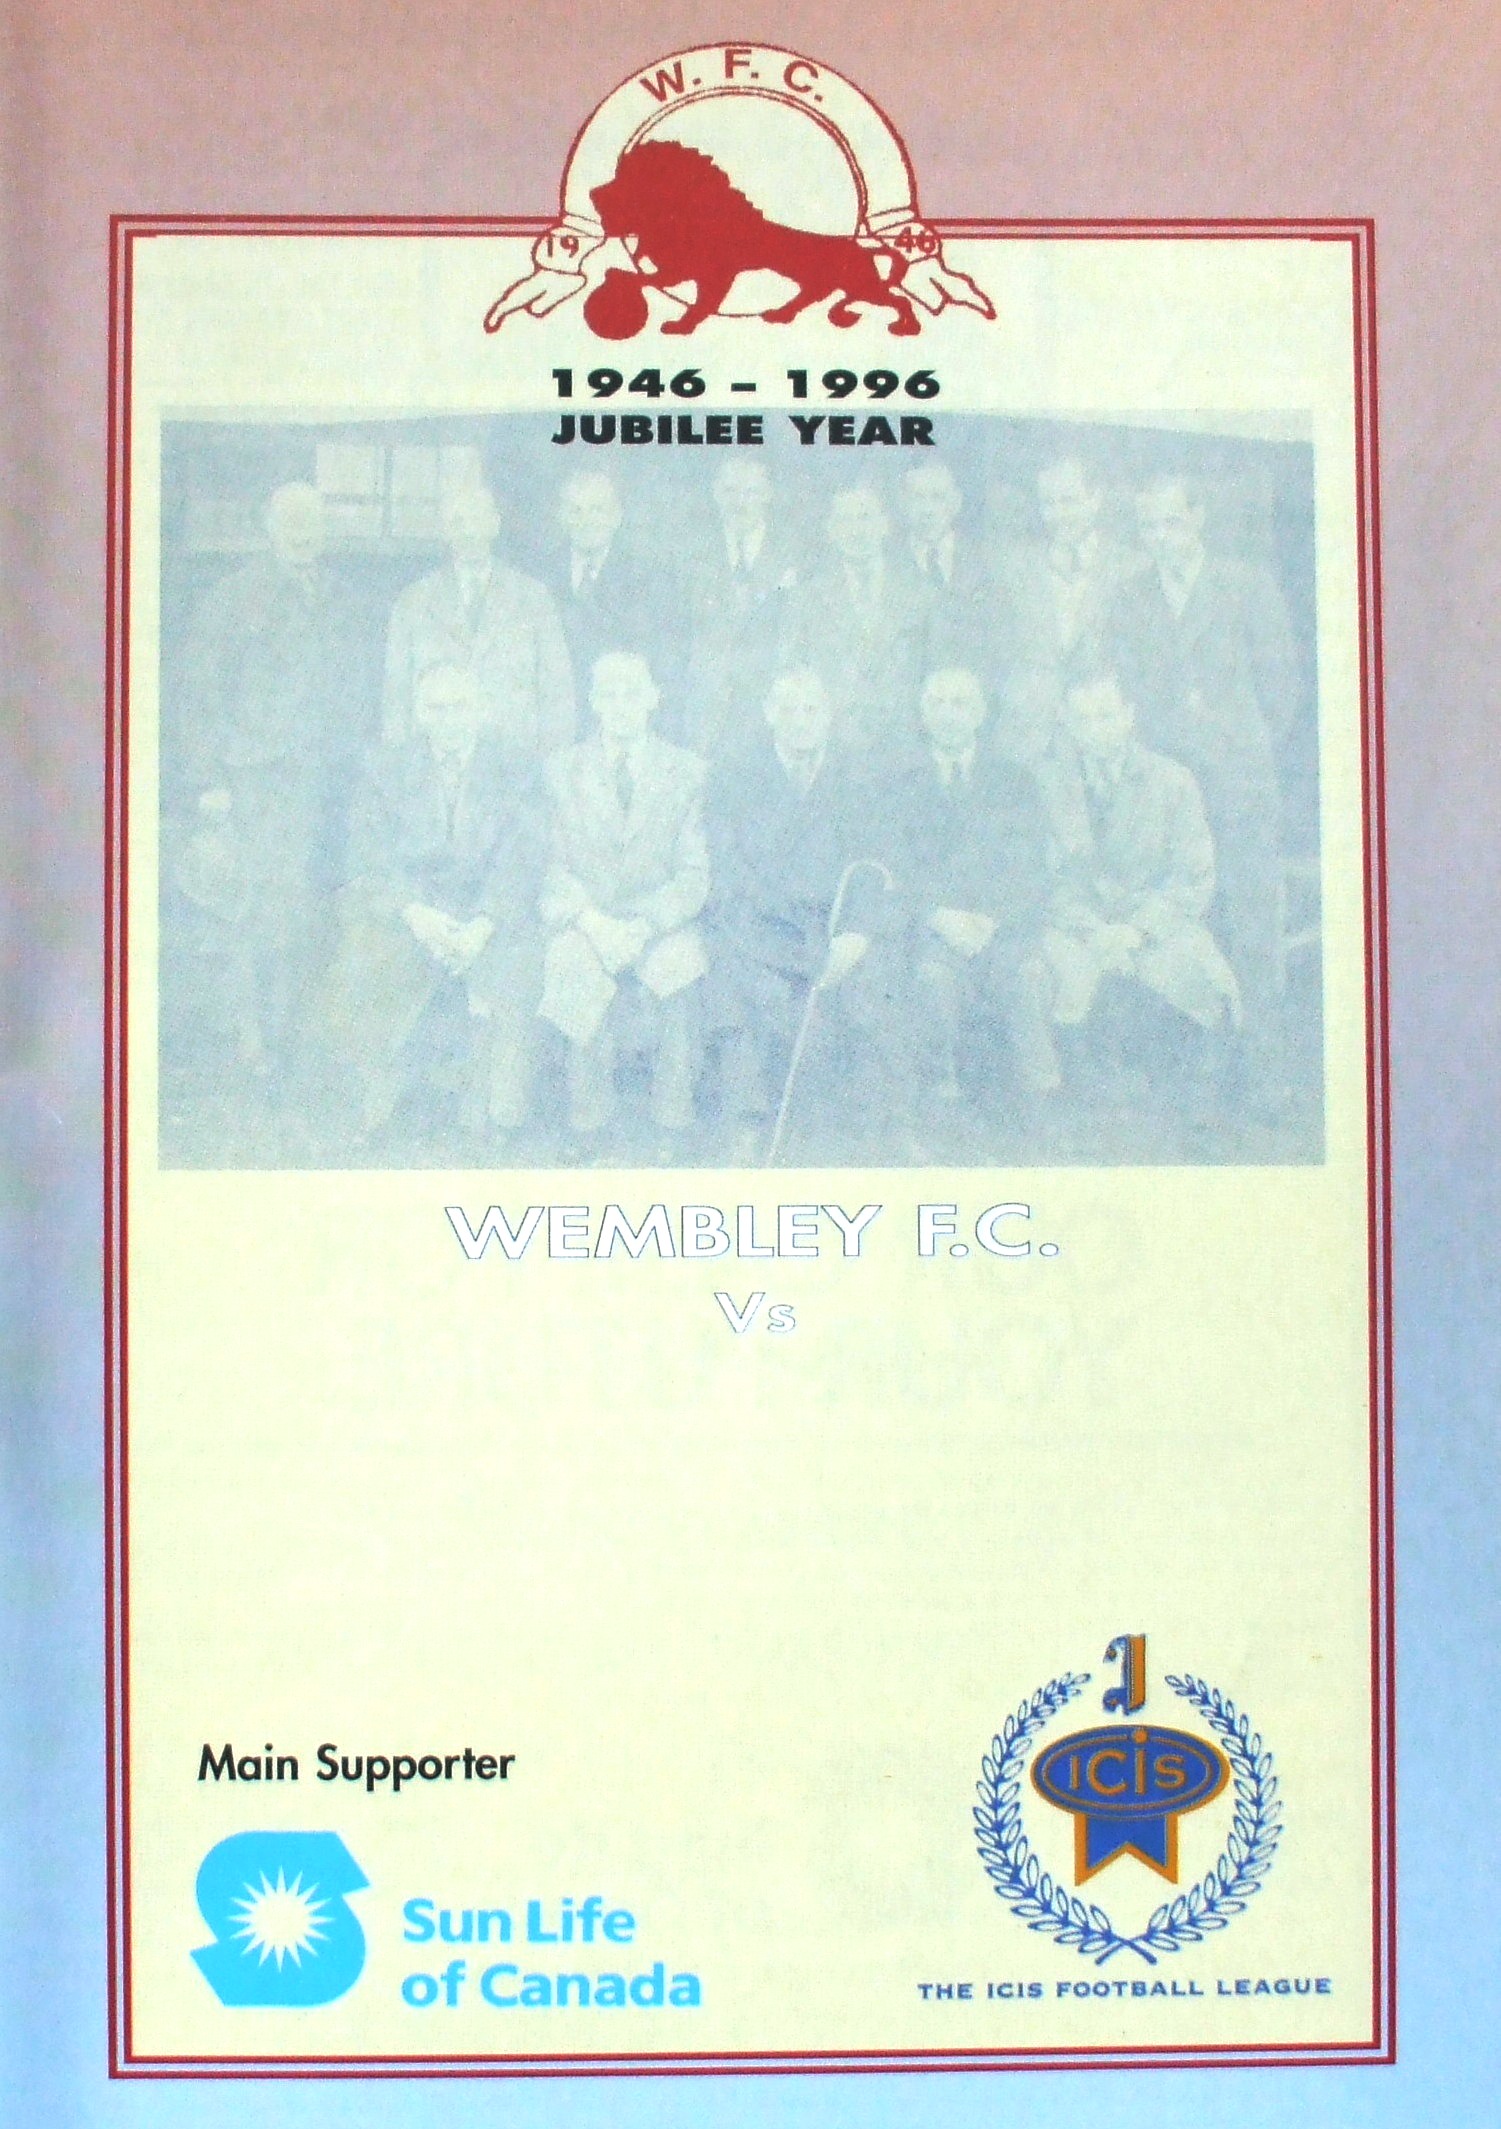 W. F. C.
19 46
1946 – 1996
JUBILEE YEAR
WEMBLEY F.C.
Vs
Main Supporter
Sun Life
of Canada
1
ICIS
THE ICIS FOOTBALL LEAGUE